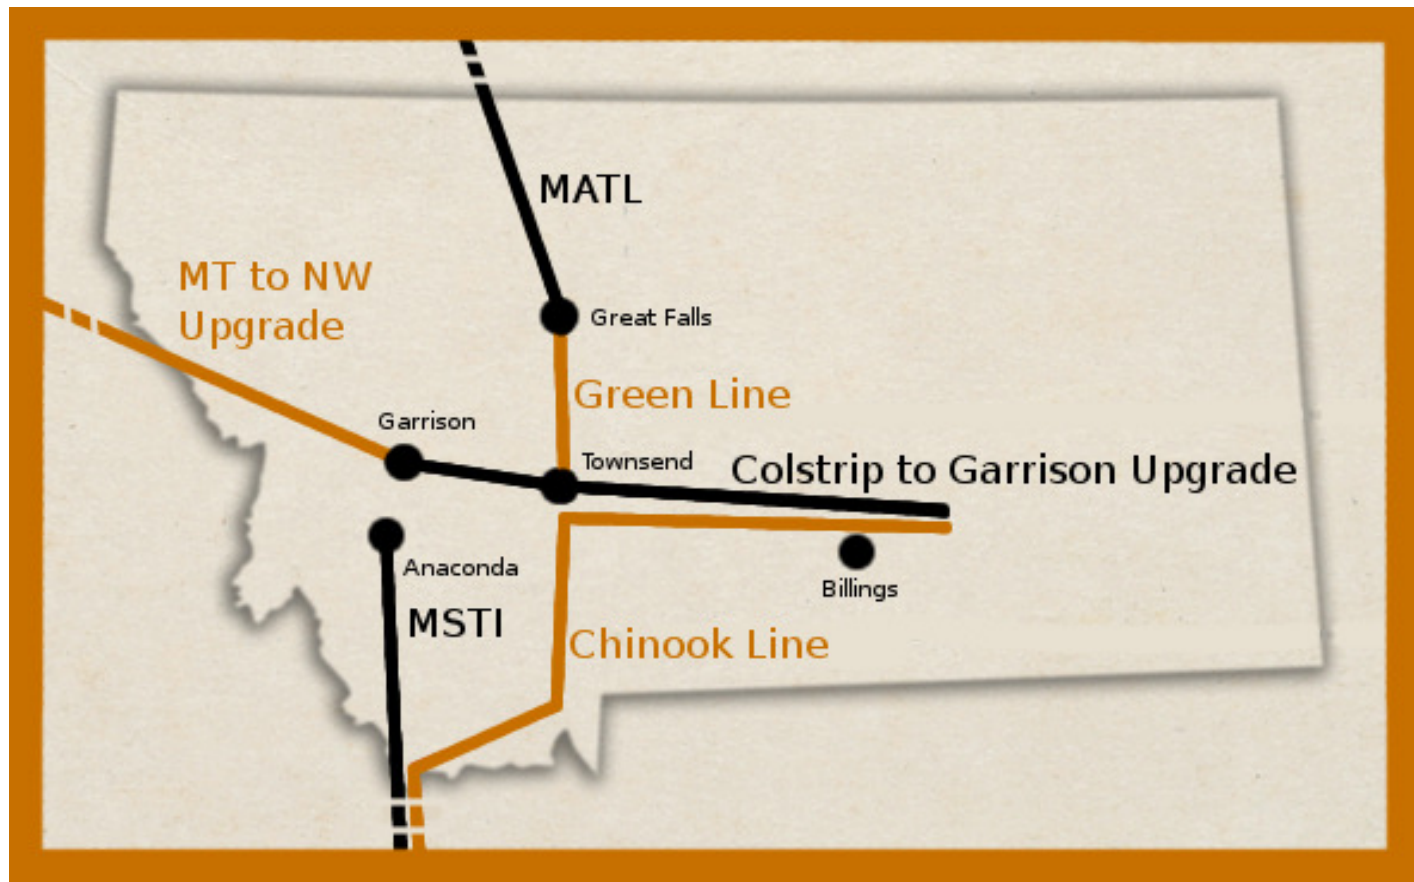 MATL
MT to NW
Upgrade
Great Falls
Green Line
Garrison
Townsend
Colstrip to Garrison Upgrade
Anaconda
Billings
MSTI
Chinook Line